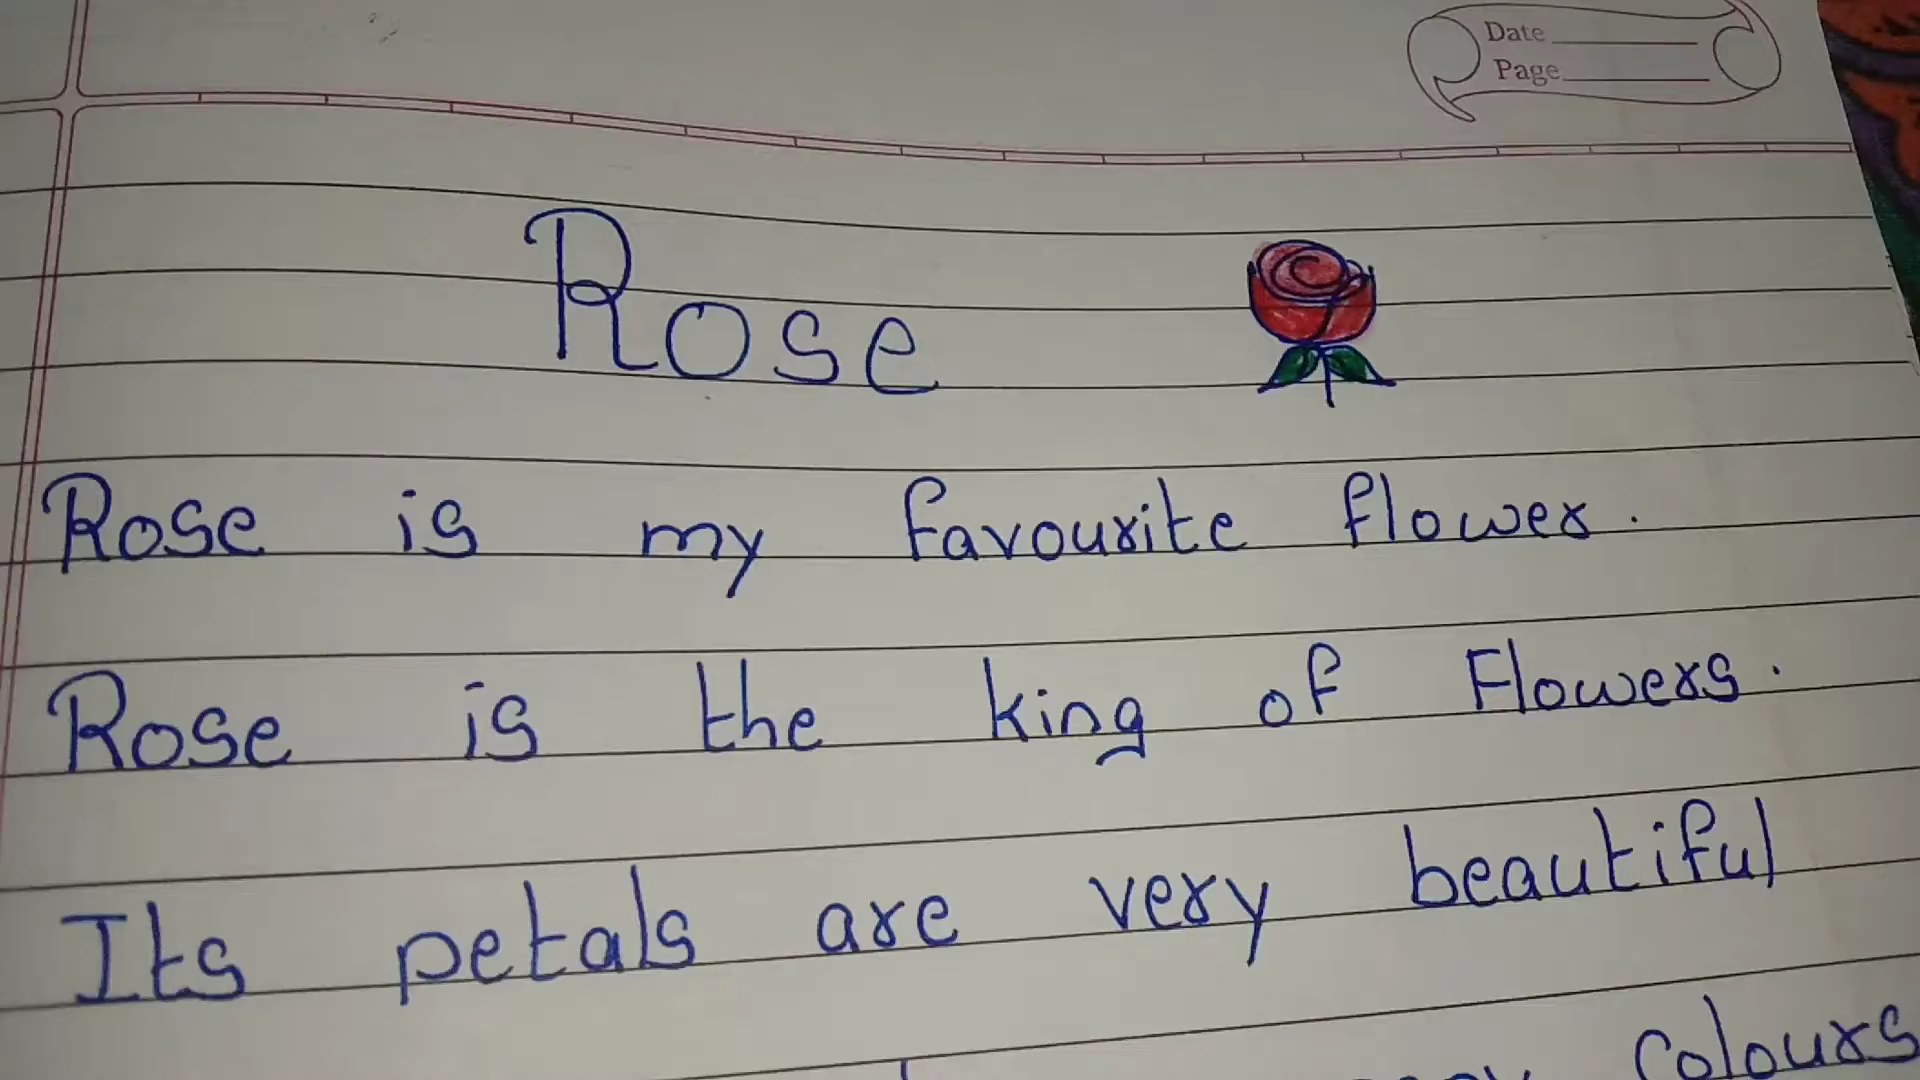 Date
Page
Rose
Rose is my favourite flower.
Rose is the king of Flowers.
Its petals are very beautiful
colours